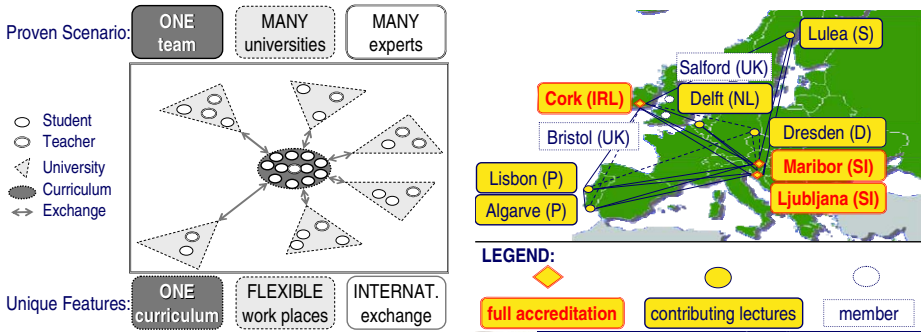 Proven Scenario:
ONE
team
MANY
universities
MANY
experts
Student
Teacher
University
Curriculum
Exchange
Unique Features:
ONE
curriculum
FLEXIBLE
work places
INTERNAT.
exchange
Lulea (S)
Salford (UK)
Cork (IRL)
Delft (NL)
Bristol (UK)
Dresden (D)
Maribor (SI)
Lisbon (P)
Ljubljana (SI)
Algarve (P)
LEGEND:
full accreditation
contributing lectures
member